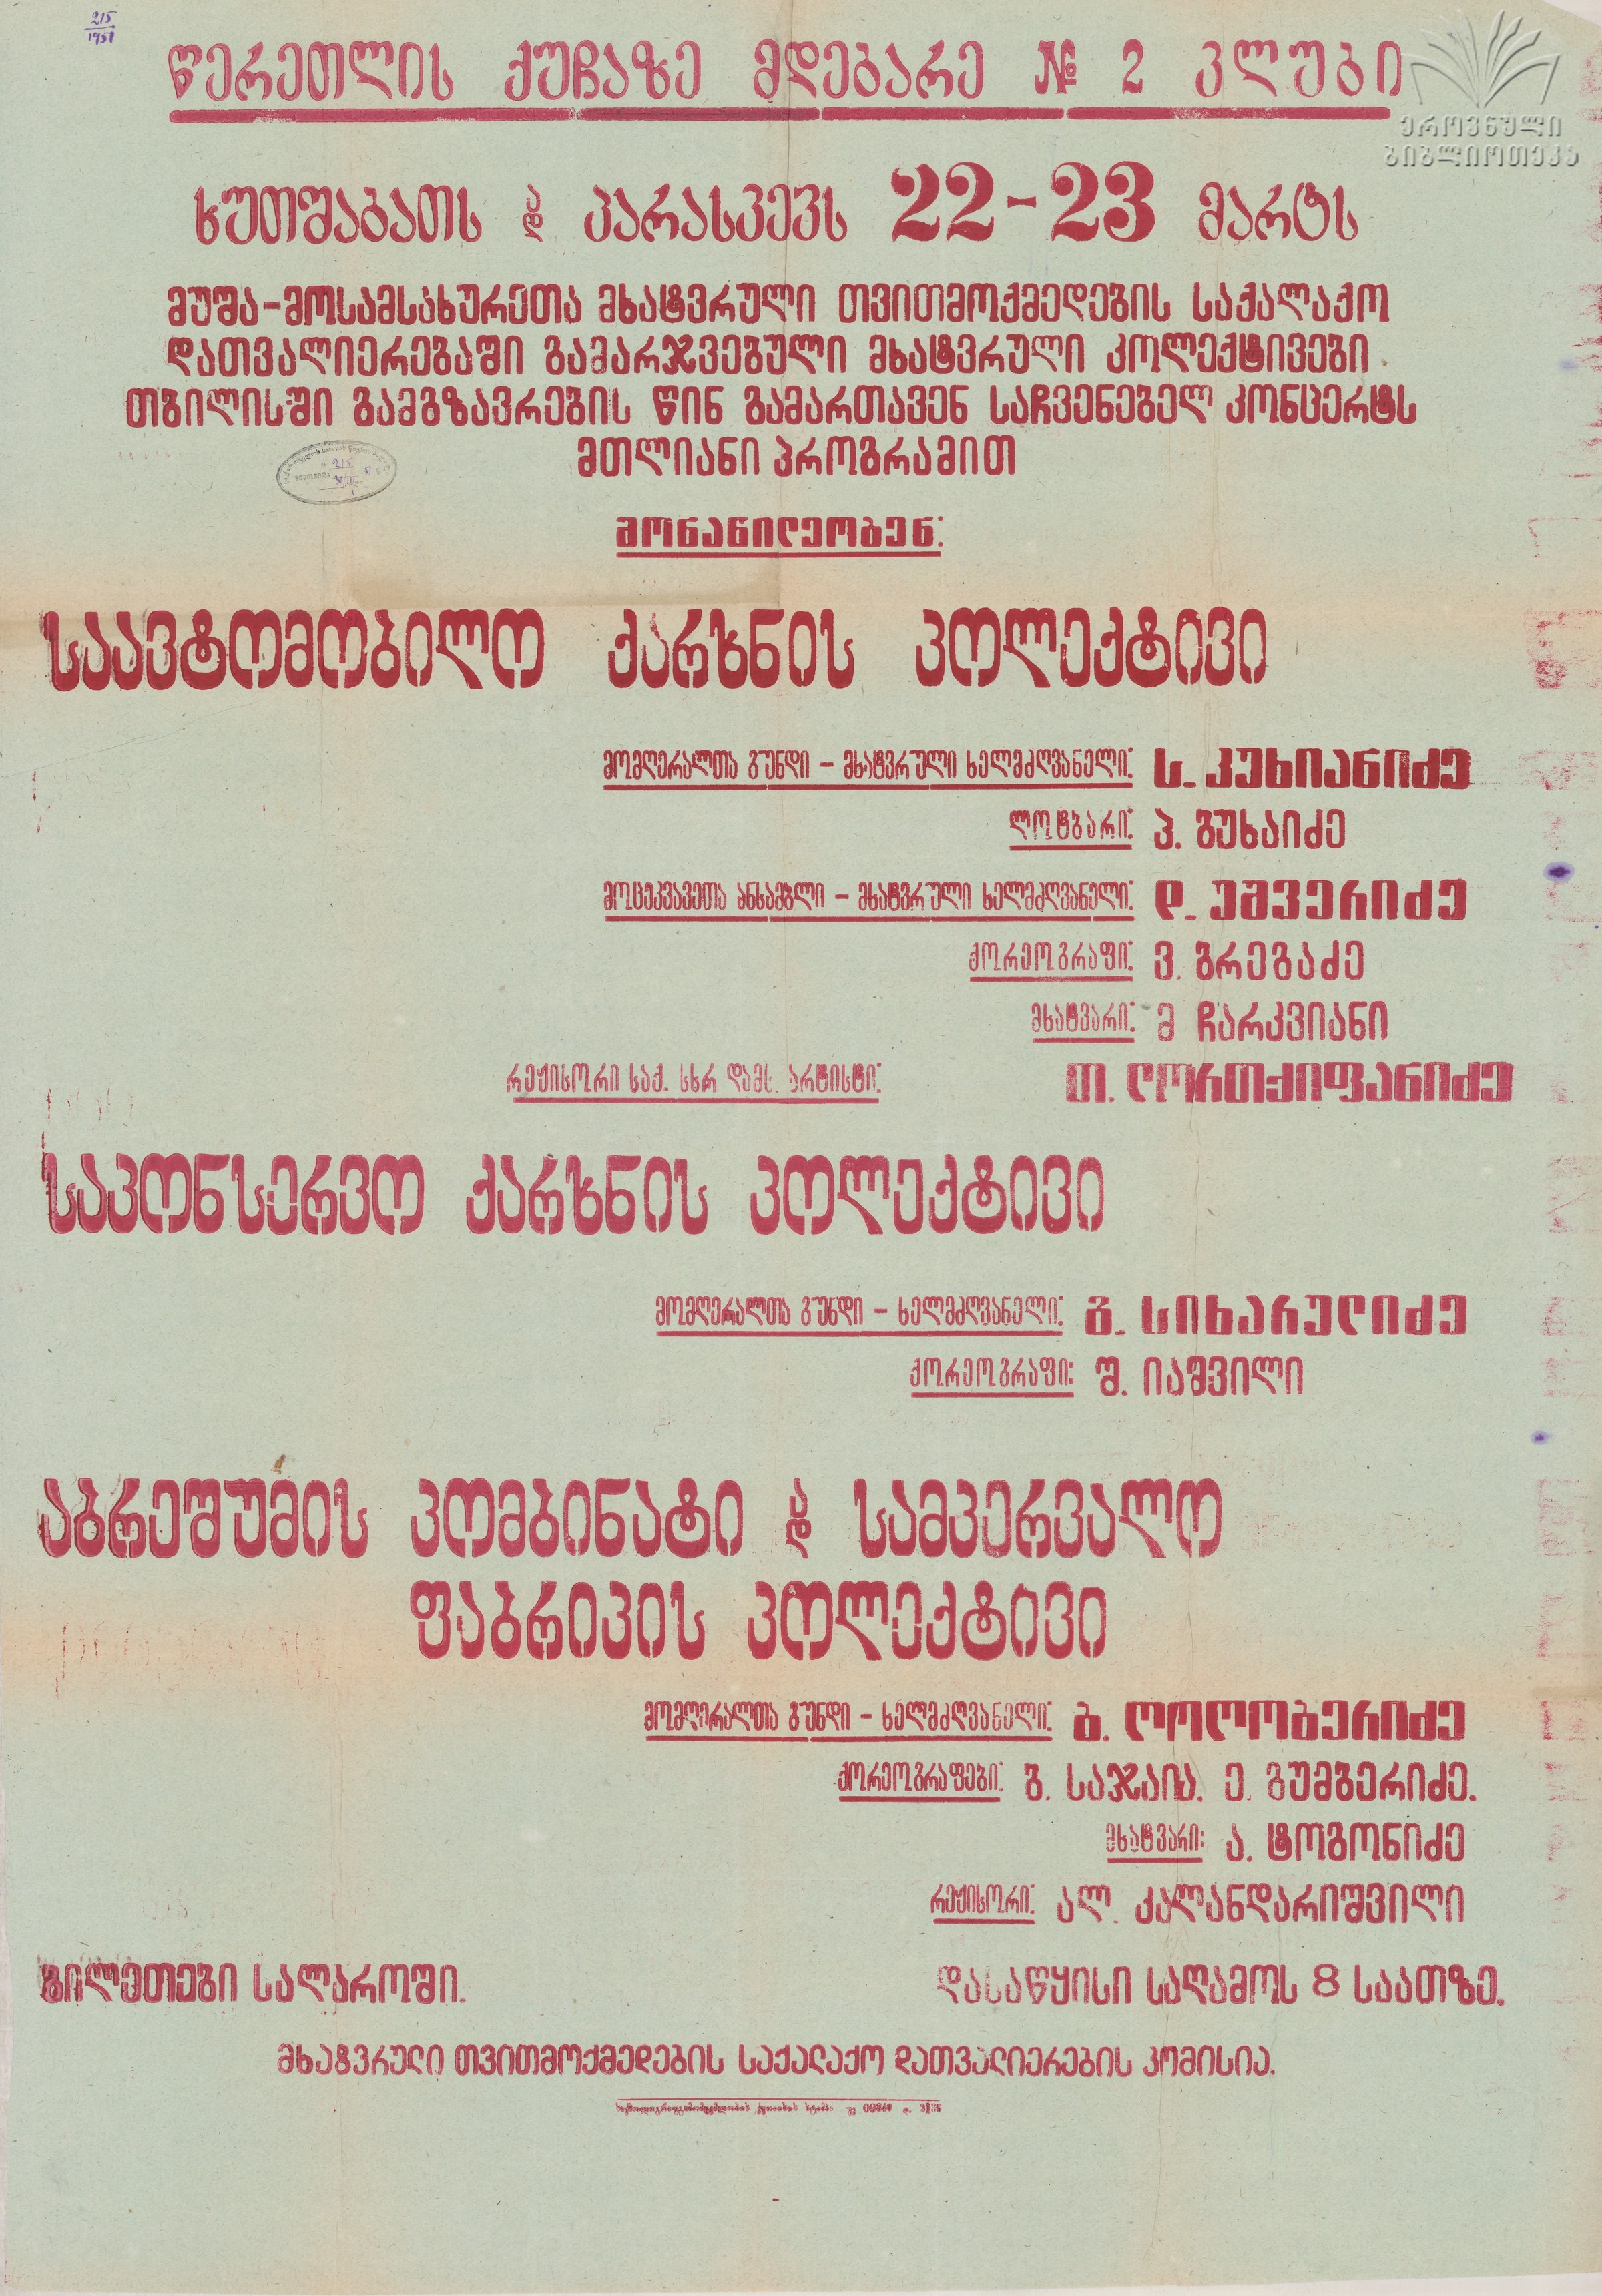 215
1951
წერეთლის ქუჩაზე მდებარე № 2 კლუბი
ეროვნული
ბიბლიოთეკა
ხუთშაბათს და პარასკევს 22-23 მარტს
მუშა-მოსამსახურეთა მხატვრული თვითმოქმედების საქალაქო
დათვალიერებაში გამარჯვებული მხატვრული კოლექტივები
თბილისში გამგზავრების წინ გამართავენ საჩვენებელ კონცერტს
მთლიანი პროგრამით
მონაწილეობენ:
საავტომობილო ქარხნის კოლექტივი
მომღერალთა გუნდი – მხატვრული ხელმძღვანელი: ს. კუხიანიძე
ლოტბარი: პ. გუხაიძე
მოცეკვავეთა ანსამბლი – მხატვრული ხელმძღვანელი: დ. უშვერიძე
ქორეოგრაფი: ვ. გრეგაძე
მხატვარი: მ ჩარკვიანი
რეჟისორი საქ. სსრ დამს. არტისტი: თ. ლორთქიფანიძე
საკონსერვო ქარხნის კოლექტივი
მომღერალთა გუნდი – ხელმძღვანელი: გ. სიხარულიძე
ქორეოგრაფი: შ. იაშვილი
აბრეშუმის კომბინატი და სამკერვალო
ფაბრიკის კოლექტივი
მომღერალთა გუნდი – ხელმძღვანელი: ბ. ღოღობერიძე
ქორეოგრაფები: გ. საჯაია. ე. გუმბერიძე.
მხატვარი: ა. ტოგონიძე
რეჟისორი: ალ. კალანდარიშვილი
ბილეთები სალაროში.
დასაწყისი საღამოს 8 საათზე.
მხატვრული თვითმოქმედების საქალაქო დათვალიერების კომისია.